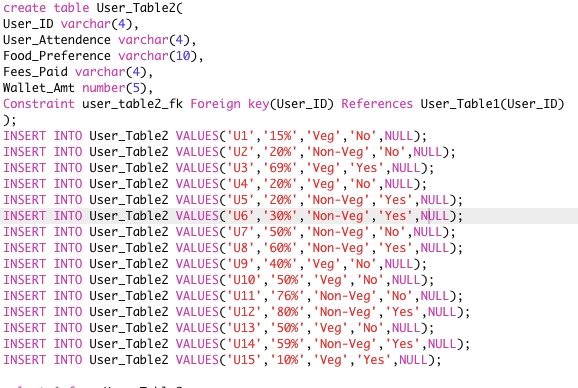 create table User_Table2(
User_ID varchar(4),
User_Attendence varchar(4),
Food_Preference varchar(10),
Fees_Paid varchar(4),
Wallet_Amt number(5),
Constraint user_table2_fk Foreign key(User_ID) References User_Table1(User_ID)
);
INSERT INTO User_Table2 VALUES('U1','15%','Veg','No',NULL);
INSERT INTO User_Table2 VALUES('U2','20%','Non-Veg','No',NULL);
INSERT INTO User_Table2 VALUES('U3','69%','Veg','Yes',NULL);
INSERT INTO User_Table2 VALUES('U4','20%','Veg','No',NULL);
INSERT INTO User_Table2 VALUES('U5','20%','Non-Veg','Yes',NULL);
INSERT INTO User_Table2 VALUES('U6','30%','Non-Veg','Yes',NULL);
INSERT INTO User_Table2 VALUES('U7','50%','Non-Veg','No',NULL);
INSERT INTO User_Table2 VALUES('U8','60%','Non-Veg','Yes',NULL);
INSERT INTO User_Table2 VALUES('U9','40%','Veg','No',NULL);
INSERT INTO User_Table2 VALUES('U10','50%','Veg','No',NULL);
INSERT INTO User_Table2 VALUES('U11','76%','Non-Veg','No',NULL);
INSERT INTO User_Table2 VALUES('U12','80%','Non-Veg','Yes',NULL);
INSERT INTO User_Table2 VALUES('U13','50%','Veg','No',NULL);
INSERT INTO User_Table2 VALUES('U14','59%','Non-Veg','Yes',NULL);
INSERT INTO User_Table2 VALUES('U15','10%','Veg','Yes',NULL);